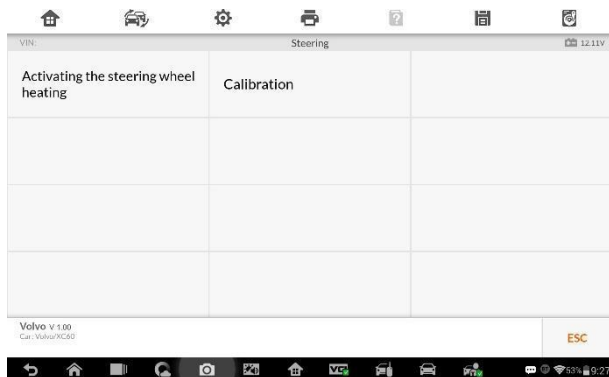 VIN:
Steering
12.11V
Activating the steering wheel
heating
Calibration
Volvo V 1.00
Car: Volvo/XC60
ESC
53%
9:27